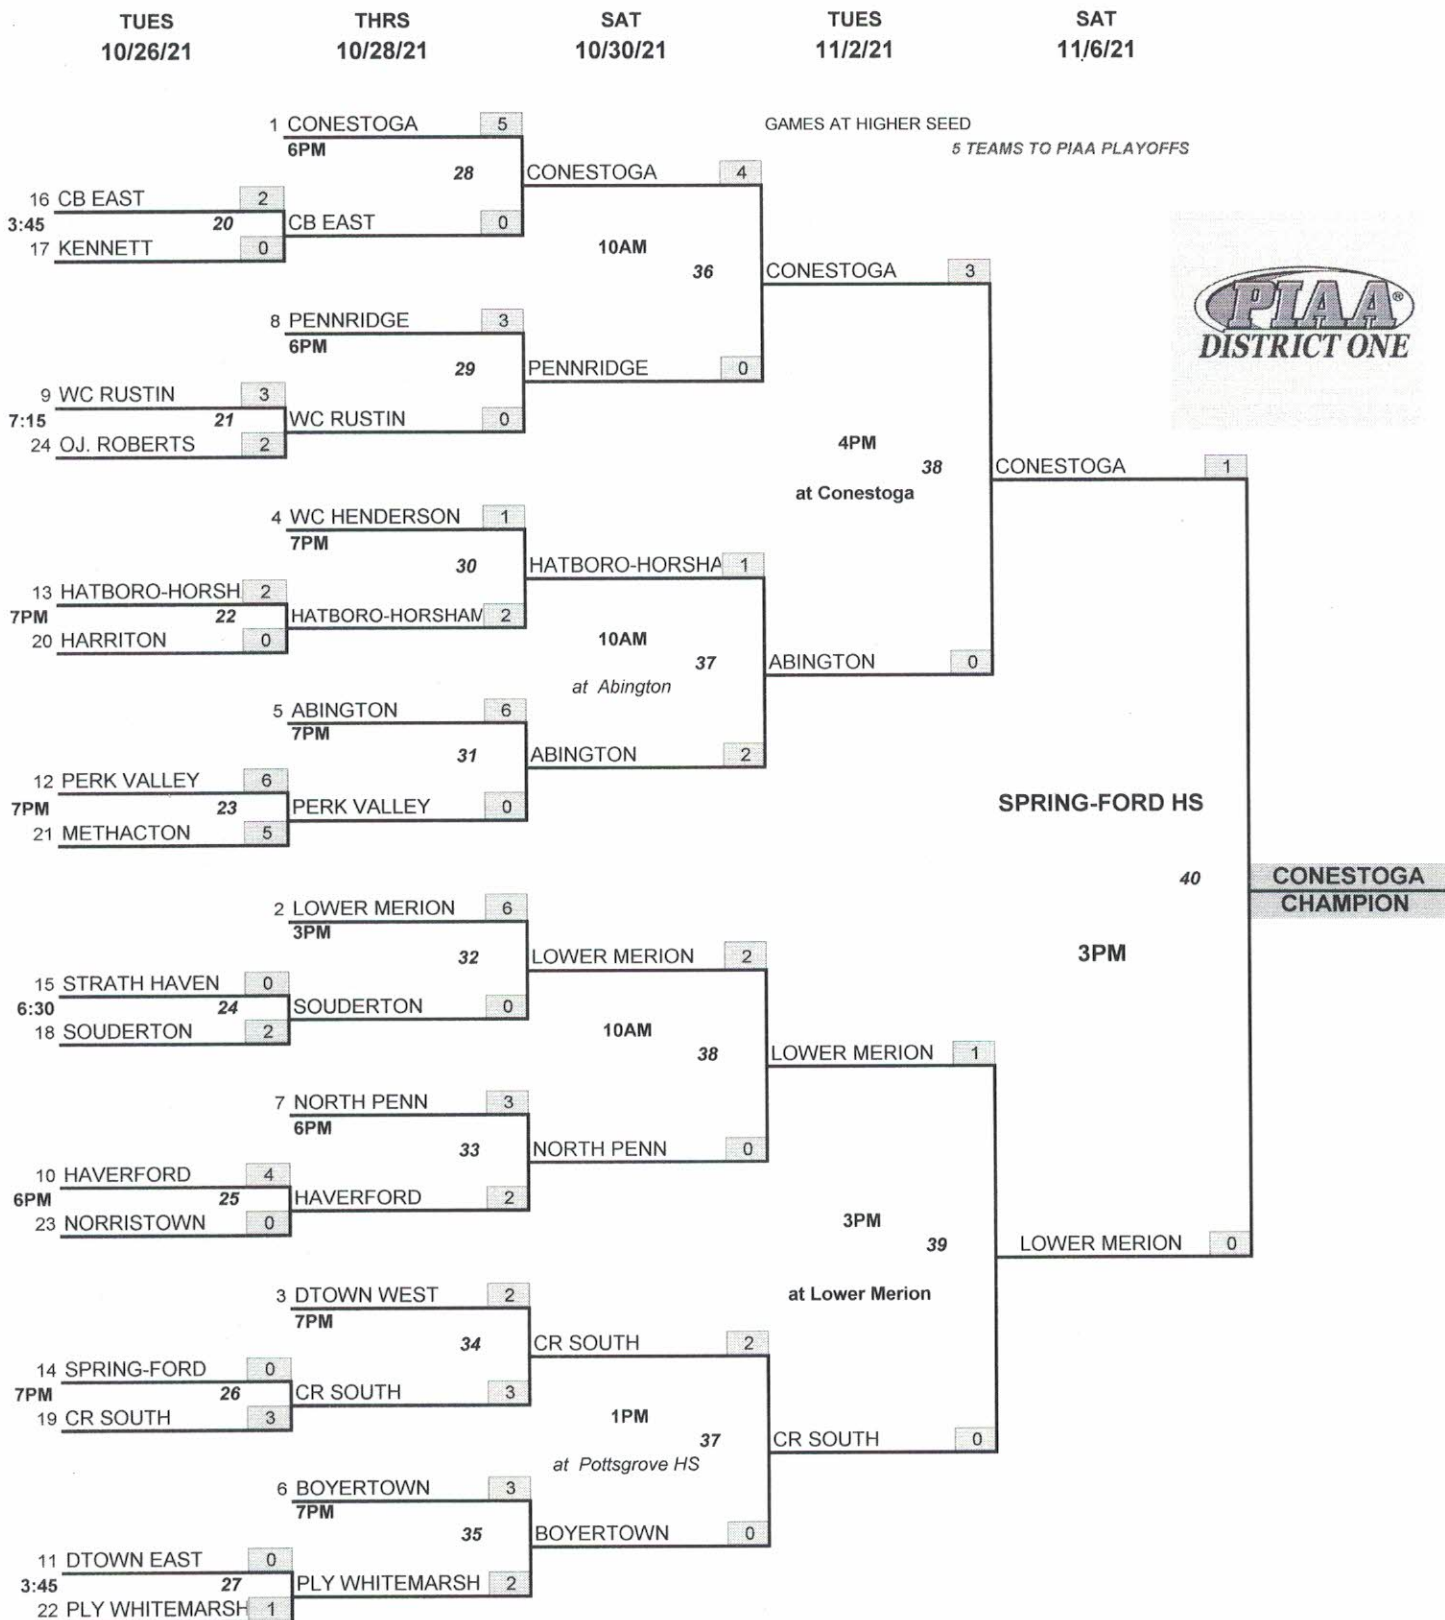 TUES THRS SAT TUES SAT
10/26/21 10/28/21 10/30/21 11/2/21 11/6/21
1 CONESTOGA 5
6PM
28
GAMES AT HIGHER SEED
5 TEAMS TO PIAA PLAYOFFS
CONESTOGA 4
16 CB EAST 2
3:45 20
17 KENNETT 0
CB EAST 0
10AM
36
CONESTOGA 3
PIAA®
DISTRICT ONE
8 PENNRIDGE 3
6PM
29
PENNRIDGE 0
9 WC RUSTIN 3
7:15 21
24 OJ. ROBERTS 2
WC RUSTIN 0
4PM
38
at Conestoga
CONESTOGA 1
4 WC HENDERSON 1
7PM
30
HATBORO-HORSHA 1
13 HATBORO-HORSH 2
7PM 22
20 HARRITON 0
HATBORO-HORSHAM 2
10AM
37
at Abington
ABINGTON 0
5 ABINGTON 6
7PM
31
ABINGTON 2
12 PERK VALLEY 6
7PM 23
21 METHACTON 5
PERK VALLEY 0
SPRING-FORD HS
40
CONESTOGA
CHAMPION
3PM
2 LOWER MERION 6
3PM
32
LOWER MERION 2
15 STRATH HAVEN 0
6:30 24
18 SOUDERTON 2
SOUDERTON 0
10AM
38
LOWER MERION 1
7 NORTH PENN 3
6PM
33
NORTH PENN 0
10 HAVERFORD 4
6PM 25
23 NORRISTOWN 0
HAVERFORD 2
3PM
39
at Lower Merion
LOWER MERION 0
3 DTOWN WEST 2
7PM
34
CR SOUTH 2
14 SPRING-FORD 0
7PM 26
19 CR SOUTH 3
CR SOUTH 3
1PM
37
at Pottsgrove HS
CR SOUTH 0
6 BOYERTOWN 3
7PM
35
BOYERTOWN 0
11 DTOWN EAST 0
3:45 27
22 PLY WHITEMARSH 1
PLY WHITEMARSH 2